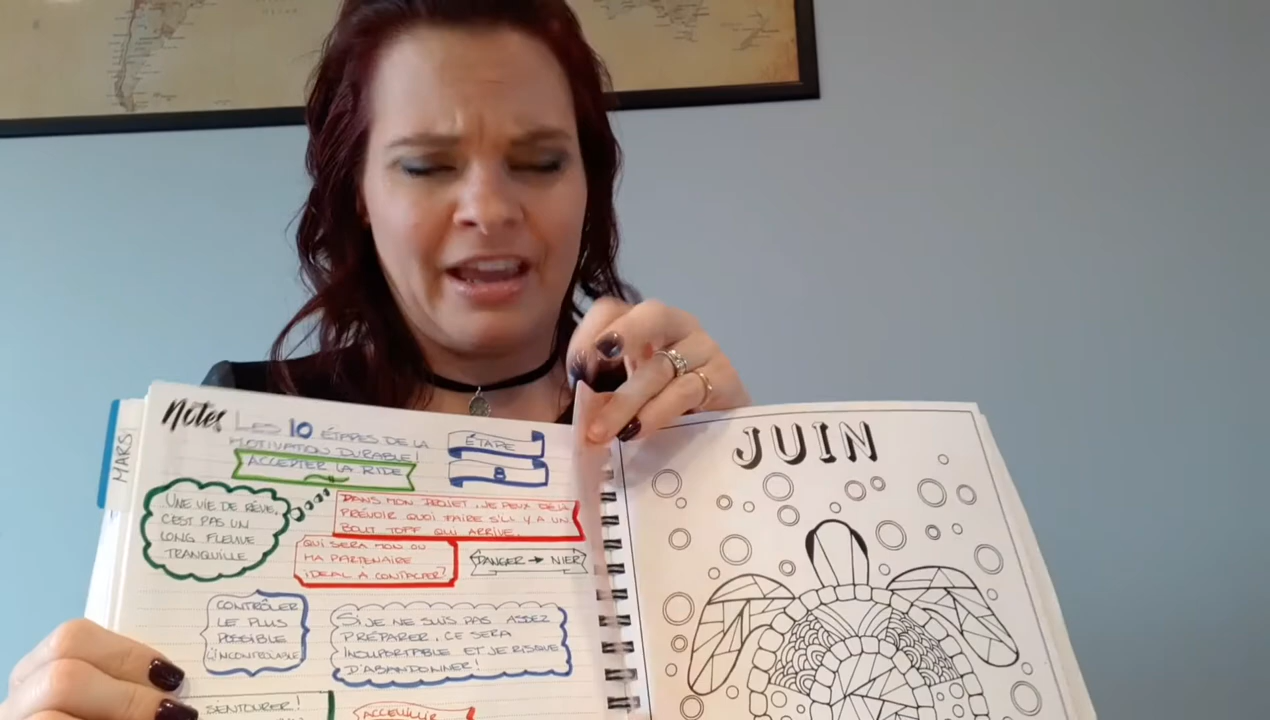 MARS
Notes LES 10 ÉTAPES DE LA
MOTIVATION DURABLE!
ACCEPTER LA RIDE
ÉTAPE
8
UNE VIE DE RÊVE,
C'EST PAS UN
LONG FLEUVE
TRANQUILLE
DANS MON PROJET, JE PEUX DÉJÀ
PRÉVOIR QUOI FAIRE S'IL Y A UN
BOUT TOFF QUI ARRIVE.
QUI SERA MON OU
MA PARTENAIRE
IDÉAL À CONTACTER?
DANGER → NIER
CONTRÔLER
LE PLUS
POSSIBLE
L'INCONTRÔLABLE
SI JE NE SUIS PAS ASSEZ
PRÉPARER, CE SERA
INSUPPORTABLE ET JE RISQUE
D'ABANDONNER!
S'ENTOURER!
ACCEUILLIR
JUIN